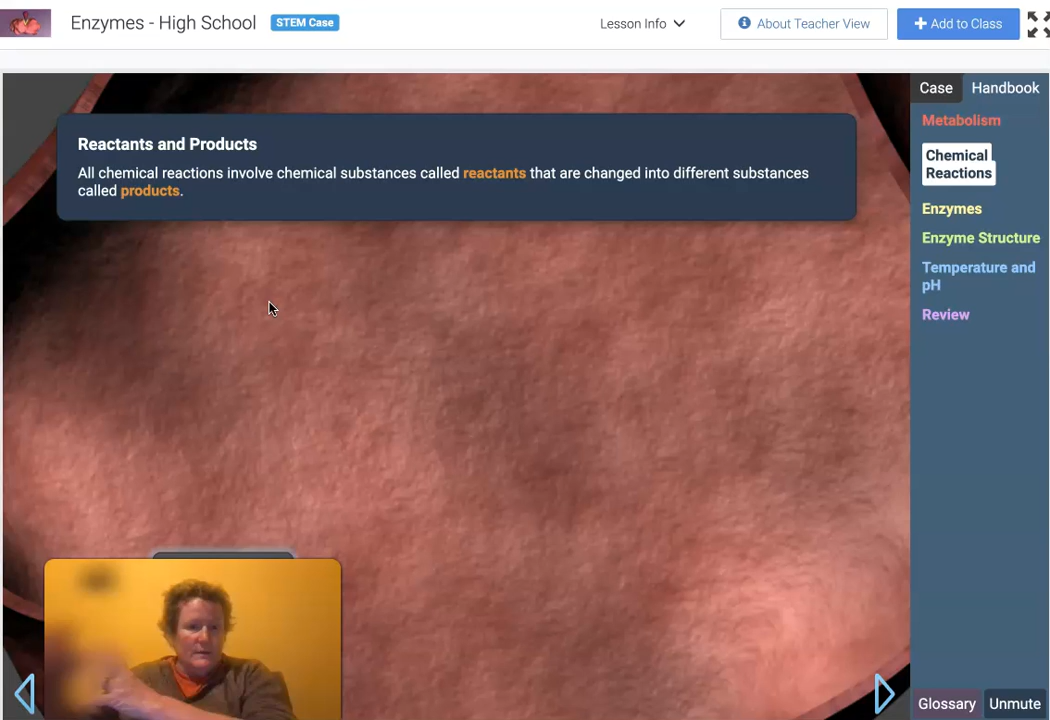 Enzymes - High School STEM Case Lesson Info About Teacher View + Add to Class
Case Handbook
Reactants and Products
All chemical reactions involve chemical substances called reactants that are changed into different substances
called products.
Metabolism
Chemical
Reactions
Enzymes
Enzyme Structure
Temperature and
pH
Review
Glossary Unmute